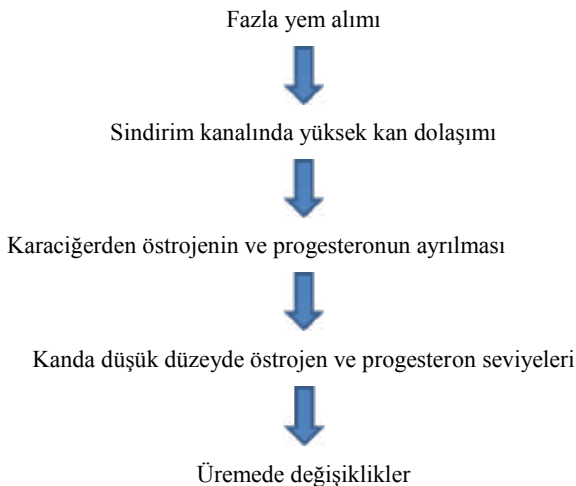 Fazla yem alımı
Sindirim kanalında yüksek kan dolaşımı
Karaciğerden östrojenin ve progesteronun ayrılması
Kanda düşük düzeyde östrojen ve progesteron seviyeleri
Üremede değişiklikler